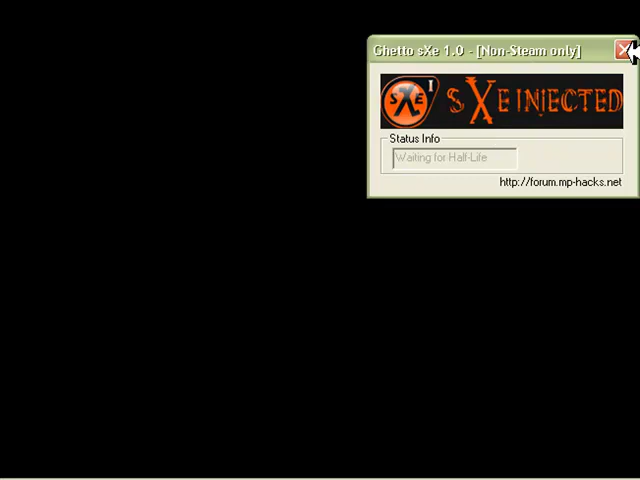 Ghetto sXe 1.0 - [Non-Steam only]
sXe I
sXe INJECTED
Status Info
Waiting for Half-Life
http://forum.mp-hacks.net